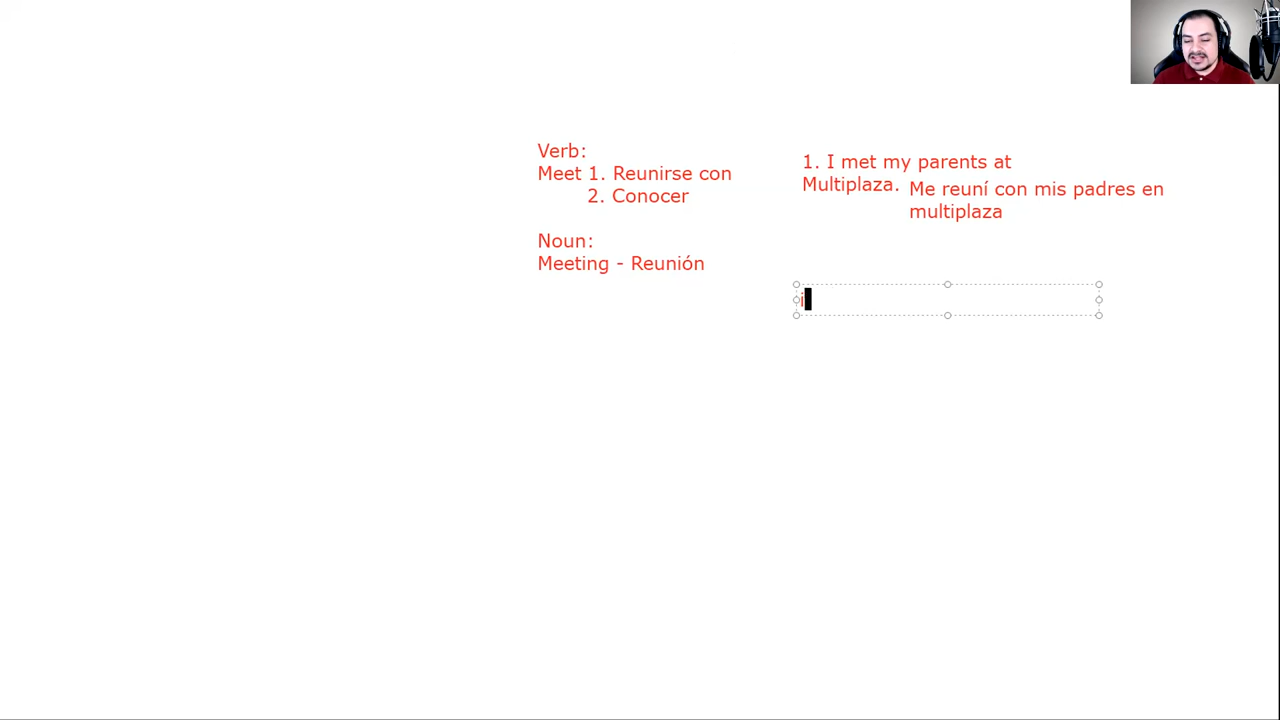 Verb:
Meet 1. Reunirse con
2. Conocer
Noun:
Meeting - Reunión
1. I met my parents at
Multiplaza.
Me reuní con mis padres en
multiplaza
i